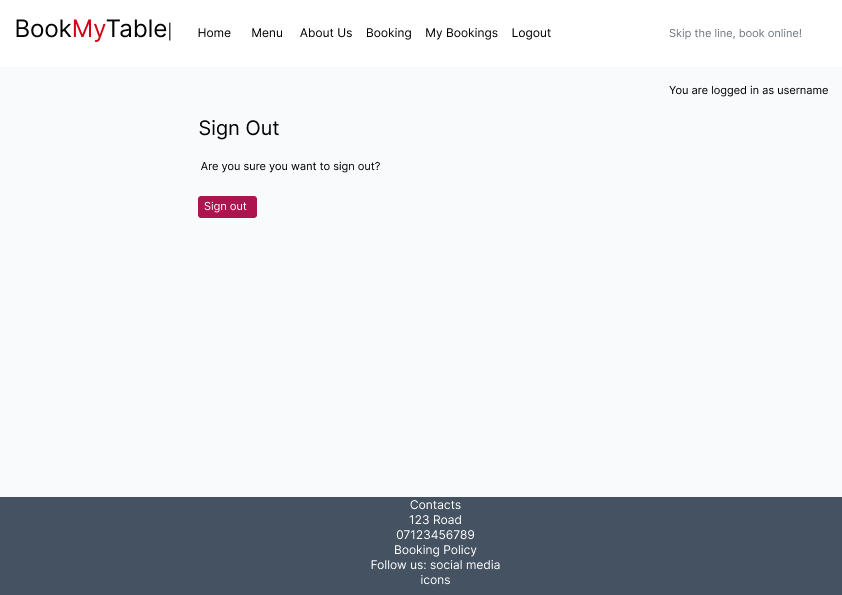 BookMyTable|
Home Menu About Us Booking My Bookings Logout
Skip the line, book online!
You are logged in as username
Sign Out
Are you sure you want to sign out?
Sign out
Contacts
123 Road
07123456789
Booking Policy
Follow us: social media
icons